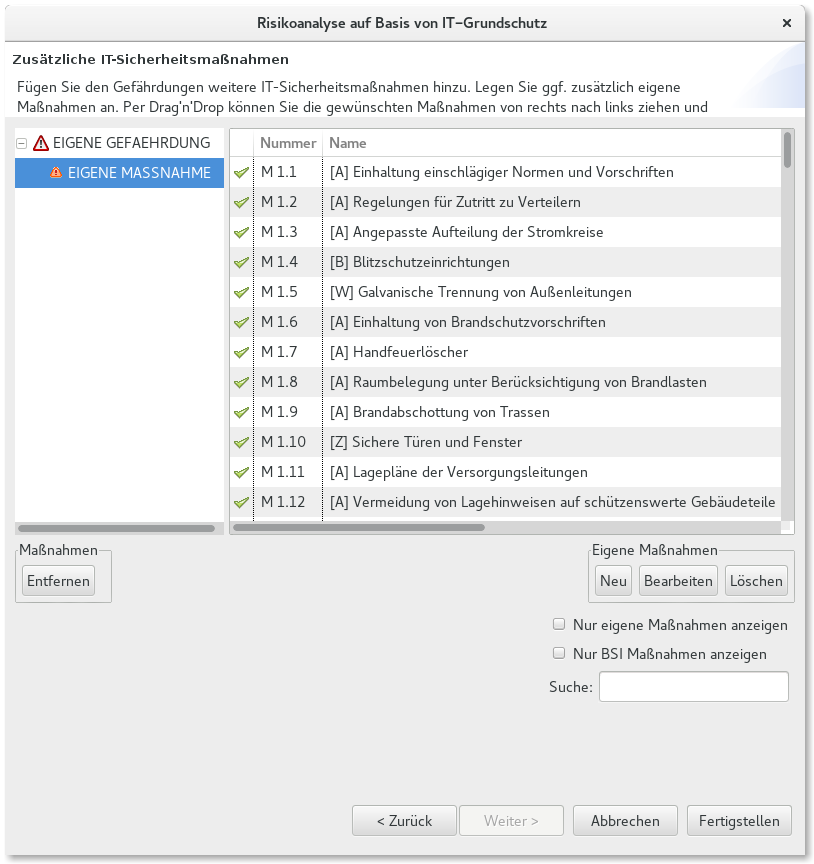 Risikoanalyse auf Basis von IT-Grundschutz
Zusätzliche IT-Sicherheitsmaßnahmen
Fügen Sie den Gefährdungen weitere IT-Sicherheitsmaßnahmen hinzu. Legen Sie ggf. zusätzlich eigene
Maßnahmen an. Per Drag'n'Drop können Sie die gewünschten Maßnahmen von rechts nach links ziehen und
EIGENE GEFAEHRDUNG
EIGENE MASSNAHME
Nummer Name
M 1.1 [A] Einhaltung einschlägiger Normen und Vorschriften
M 1.2 [A] Regelungen für Zutritt zu Verteilern
M 1.3 [A] Angepasste Aufteilung der Stromkreise
M 1.4 [B] Blitzschutzeinrichtungen
M 1.5 [W] Galvanische Trennung von Außenleitungen
M 1.6 [A] Einhaltung von Brandschutzvorschriften
M 1.7 [A] Handfeuerlöscher
M 1.8 [A] Raumbelegung unter Berücksichtigung von Brandlasten
M 1.9 [A] Brandabschottung von Trassen
M 1.10 [Z] Sichere Türen und Fenster
M 1.11 [A] Lagepläne der Versorgungsleitungen
M 1.12 [A] Vermeidung von Lagehinweisen auf schützenswerte Gebäudeteile
Maßnahmen
Entfernen
Eigene Maßnahmen
Neu Bearbeiten Löschen
Nur eigene Maßnahmen anzeigen
Nur BSI Maßnahmen anzeigen
Suche:
< Zurück Weiter > Abbrechen Fertigstellen